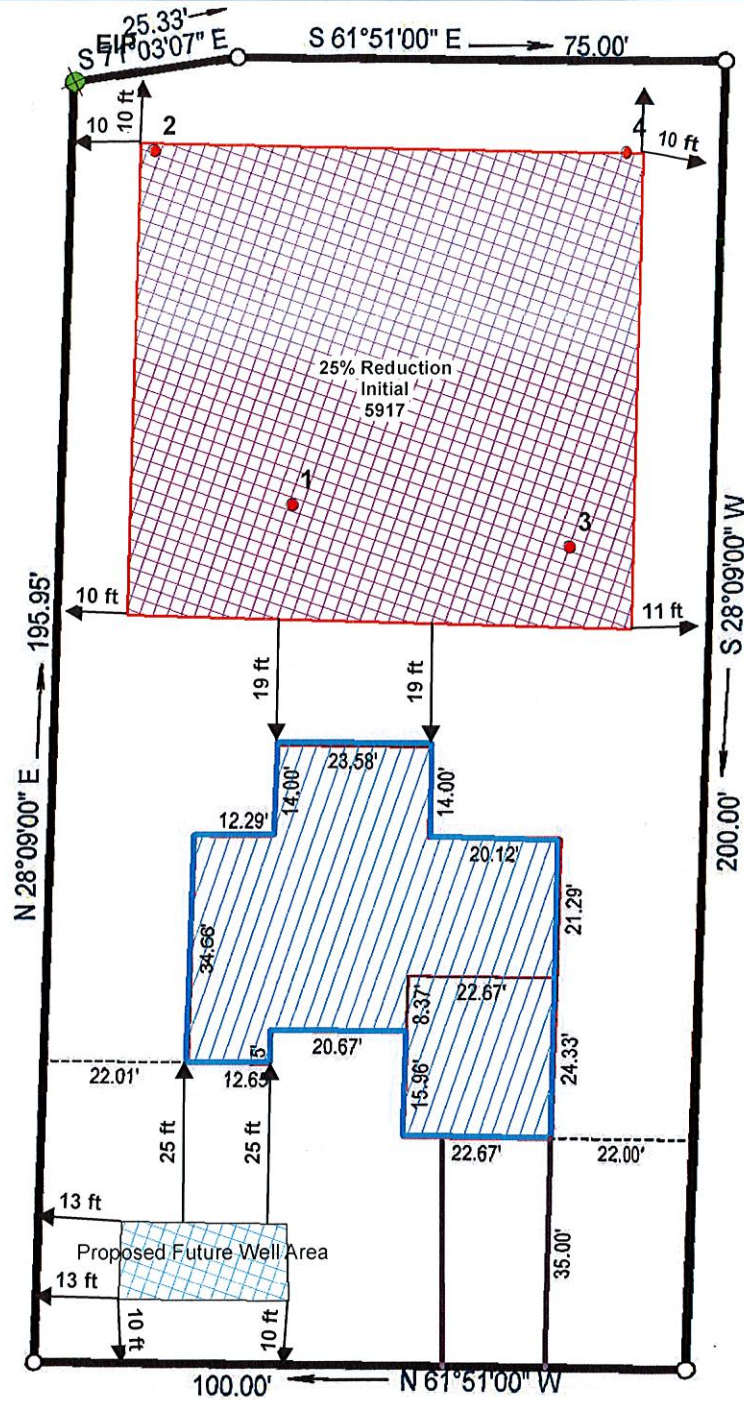 25.33'
EIP
S 71°03'07" E
S 61°51'00" E
75.00'
10
10 ft
2
4
10 ft
25% Reduction
Initial
5917
1
3
10 ft
11 ft
N 28°09'00" E
195.95'
S 28°09'00" W
200.00'
19 ft
19 ft
23.58'
14.00'
14.00'
12.29'
20.12'
34.66'
21.29'
22.67'
8.37'
20.67'
24.33'
15.96'
22.01'
12.65'
5'
22.67'
22.00'
25 ft
25 ft
13 ft
Proposed Future Well Area
13 ft
10 ft
10 ft
35.00'
100.00'
N 61°51'00" W